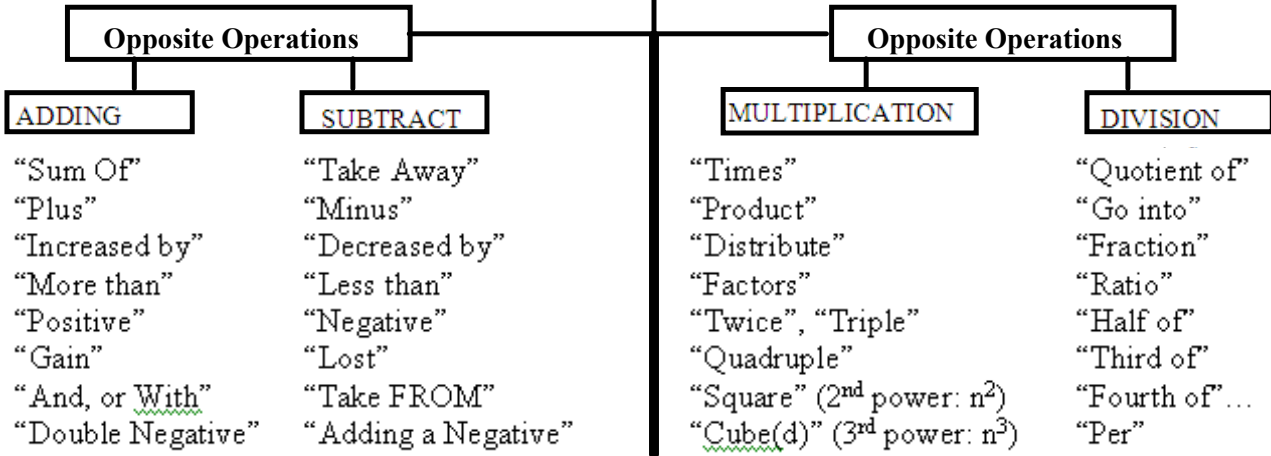 Opposite Operations
Opposite Operations
ADDING
SUBTRACT
MULTIPLICATION
DIVISION
“Sum Of”
“Plus”
“Increased by”
“More than”
“Positive”
“Gain”
“And, or With”
“Double Negative”
“Take Away”
“Minus”
“Decreased by”
“Less than”
“Negative”
“Lost”
“Take FROM”
“Adding a Negative”
“Times”
“Product”
“Distribute”
“Factors”
“Twice”, “Triple”
“Quadruple”
“Square” (2nd power: n²)
“Cube(d)” (3rd power: n³)
“Quotient of”
“Go into”
“Fraction”
“Ratio”
“Half of”
“Third of”
“Fourth of”…
“Per”